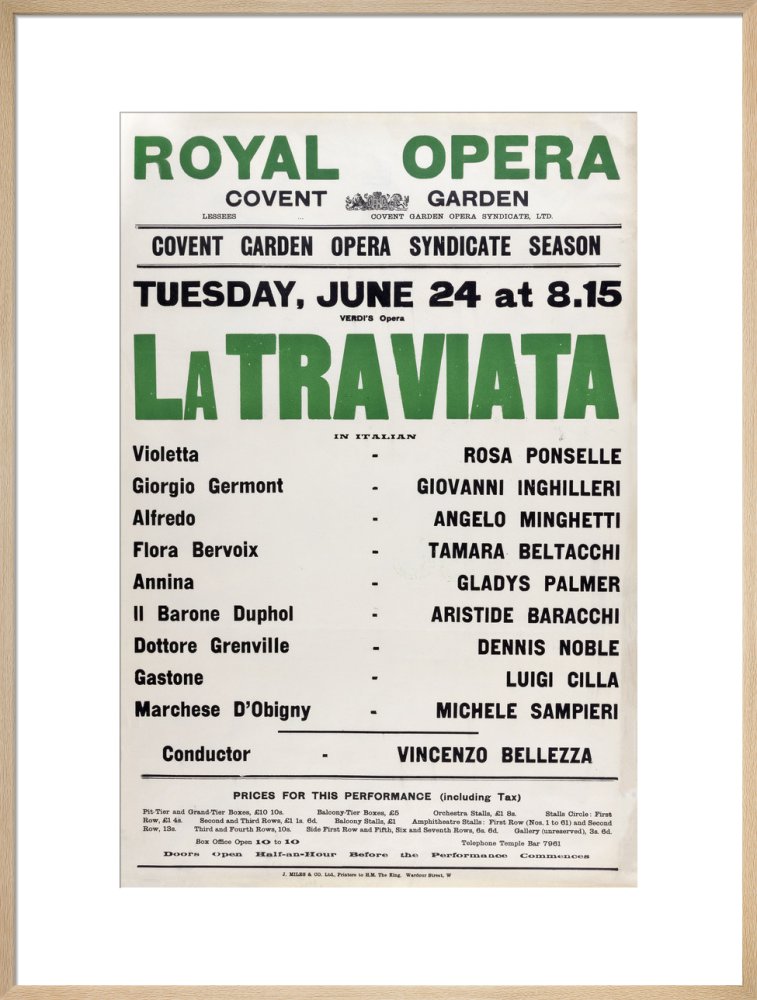 ROYAL OPERA
COVENT GARDEN
LESSEES ... COVENT GARDEN OPERA SYNDICATE, LTD.
COVENT GARDEN OPERA SYNDICATE SEASON
TUESDAY, JUNE 24 at 8.15
VERDI'S Opera
LA TRAVIATA
IN ITALIAN
Violetta - ROSA PONSELLE
Giorgio Germont - GIOVANNI INGHILLERI
Alfredo - ANGELO MINGHETTI
Flora Bervoix - TAMARA BELTACCHI
Annina - GLADYS PALMER
Il Barone Duphol - ARISTIDE BARACCHI
Dottore Grenville - DENNIS NOBLE
Gastone - LUIGI CILLA
Marchese D'Obigny - MICHELE SAMPIERI
Conductor - VINCENZO BELLEZZA
PRICES FOR THIS PERFORMANCE (including Tax)
Pit-Tier and Grand-Tier Boxes, £10 10s. Balcony-Tier Boxes, £5 Orchestra Stalls, £1 8s. Stalls Circle: First
Row, £1 4s. Second and Third Rows, £1 1s. 6d. Balcony Stalls, £1 Amphitheatre Stalls: First Row (Nos. 1 to 61) and Second
Row, 13s. Third and Fourth Rows, 10s. Side First Row and Fifth, Six and Seventh Rows, 6s. 6d. Gallery (unreserved), 3s. 6d.
Box Office Open 10 to 10 Telephone Temple Bar 7961
Doors Open Half-an-Hour Before the Performance Commences
J. MILES & CO. Ltd., Printers to H.M. The King, Wardour Street, W